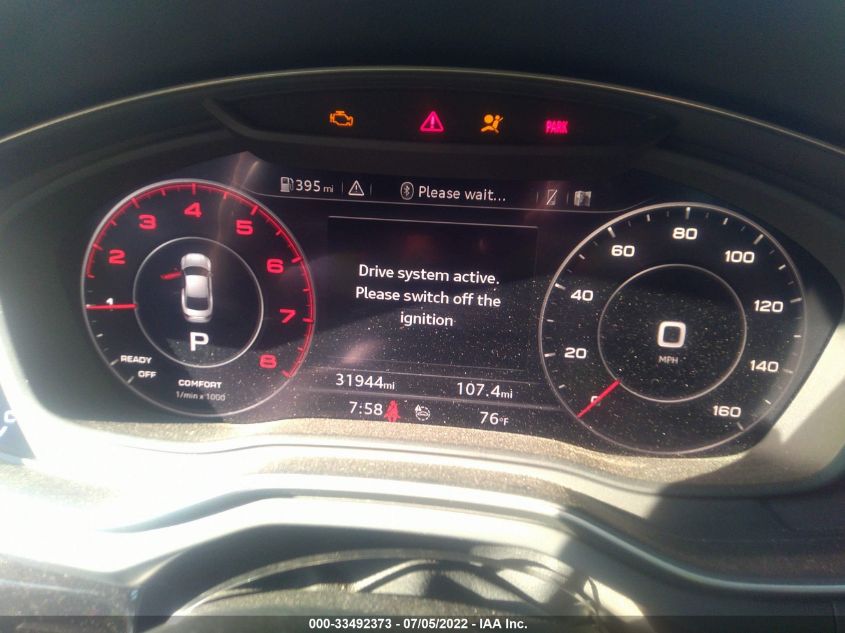 PARK
395 mi
Please wait...
Drive system active.
Please switch off the
ignition
1
2
3
4
5
6
7
8
P
READY
OFF
COMFORT
1/min x 1000
0
20
40
60
80
100
120
140
160
0
MPH
31944mi
107.4mi
7:58
76°F
000-33492373 - 07/05/2022 - IAA Inc.